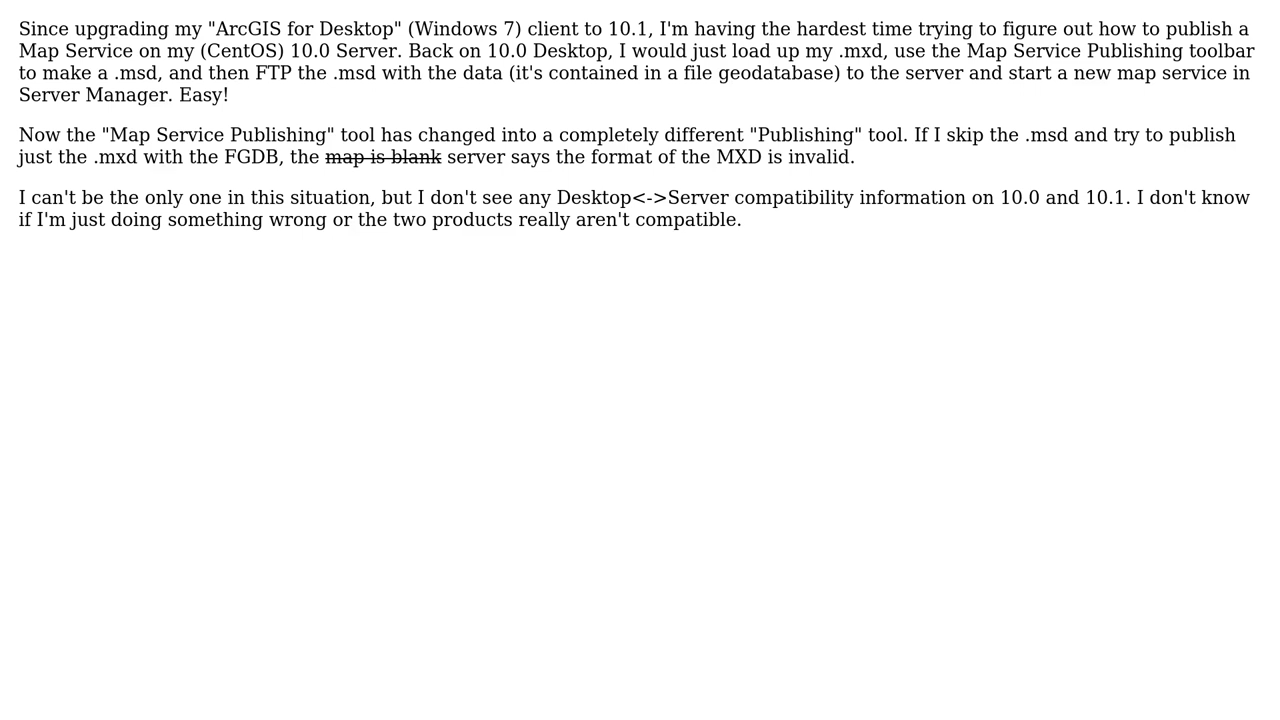 Since upgrading my "ArcGIS for Desktop" (Windows 7) client to 10.1, I'm having the hardest time trying to figure out how to publish a
Map Service on my (CentOS) 10.0 Server. Back on 10.0 Desktop, I would just load up my .mxd, use the Map Service Publishing toolbar
to make a .msd, and then FTP the .msd with the data (it's contained in a file geodatabase) to the server and start a new map service in
Server Manager. Easy!
Now the "Map Service Publishing" tool has changed into a completely different "Publishing" tool. If I skip the .msd and try to publish
just the .mxd with the FGDB, the map is blank server says the format of the MXD is invalid.
I can't be the only one in this situation, but I don't see any Desktop<->Server compatibility information on 10.0 and 10.1. I don't know
if I'm just doing something wrong or the two products really aren't compatible.